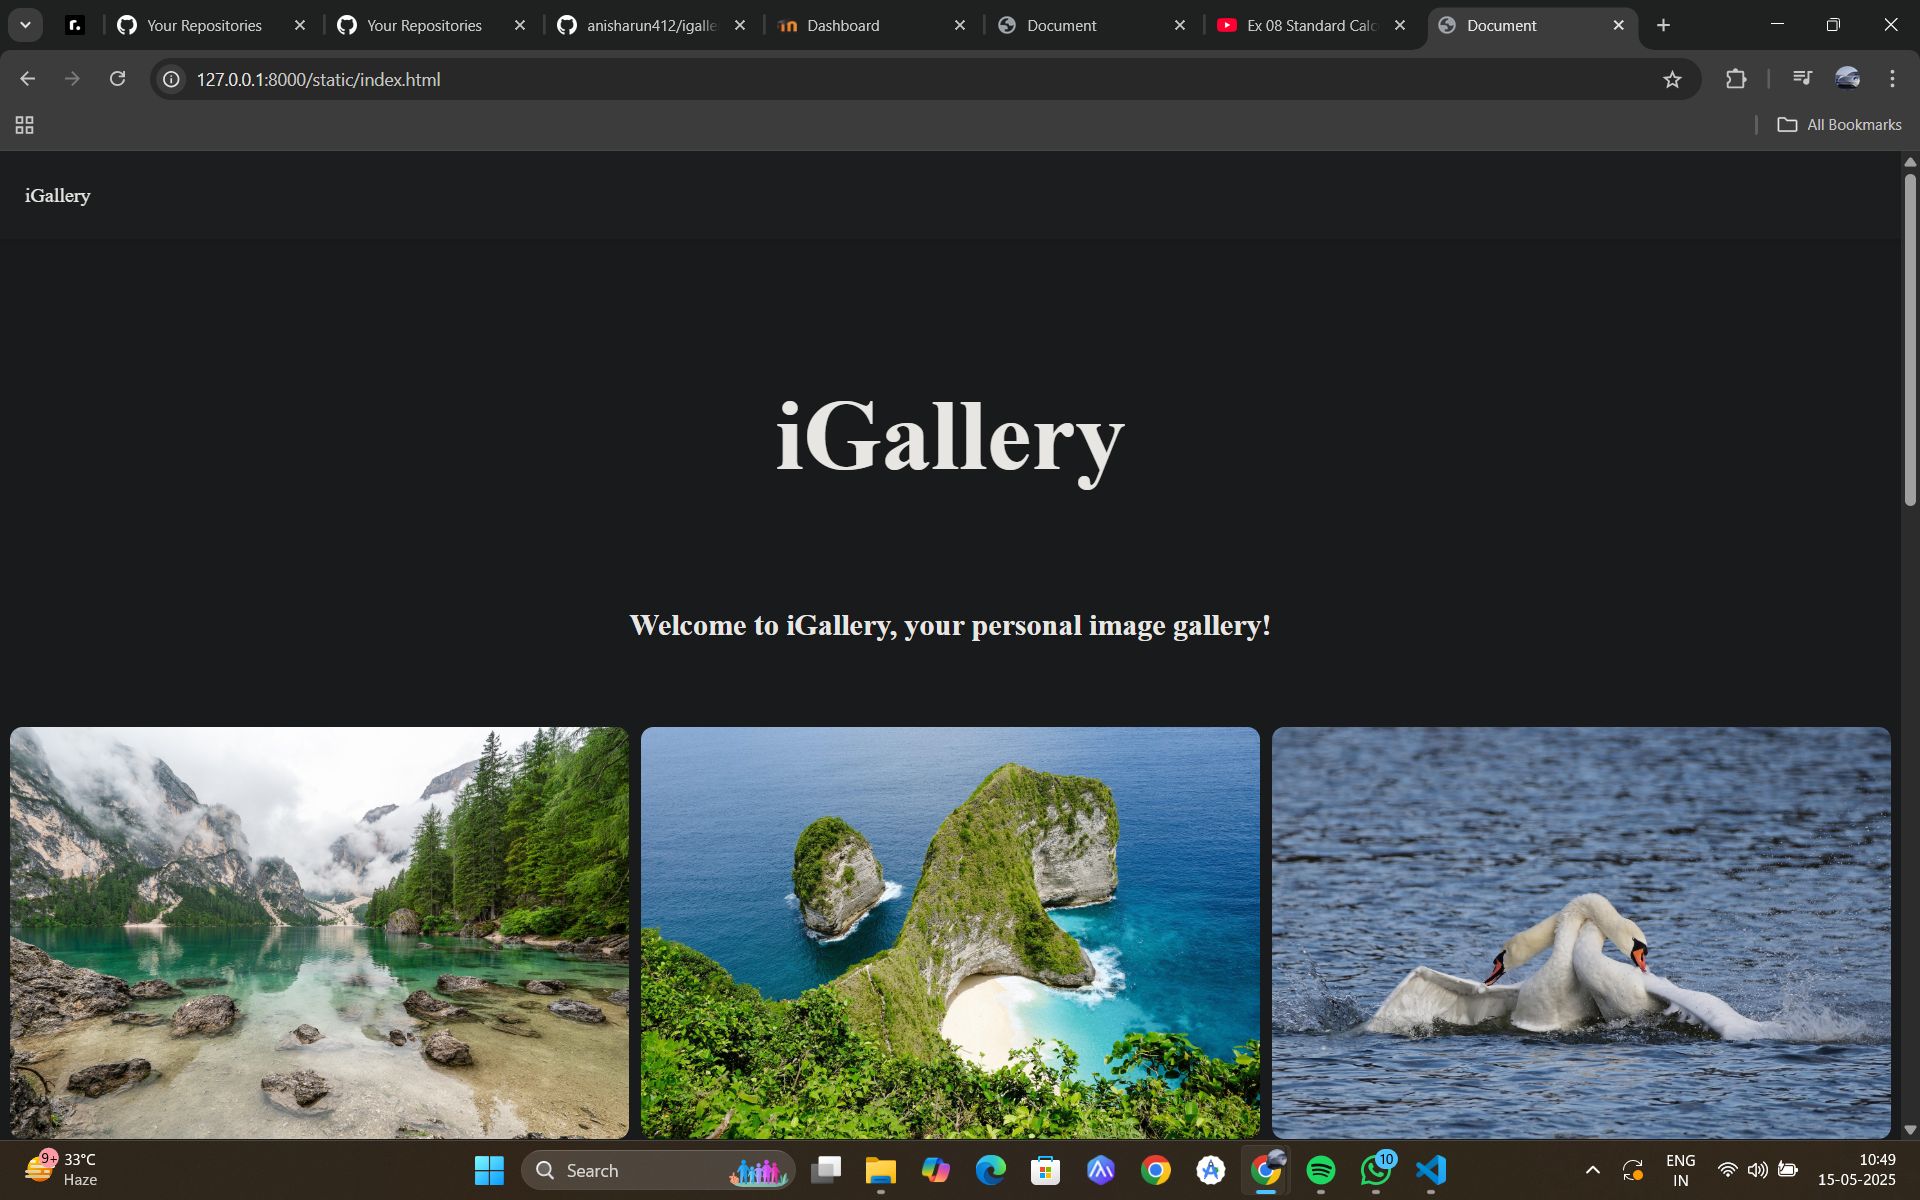 Your Repositories
Your Repositories
anisharun412/igalle
Dashboard
Document
Ex 08 Standard Calc
Document
127.0.0.1:8000/static/index.html
All Bookmarks
iGallery
iGallery
Welcome to iGallery, your personal image gallery!
9+
33°C
Haze
Search
10
ENG
IN
10:49
15-05-2025